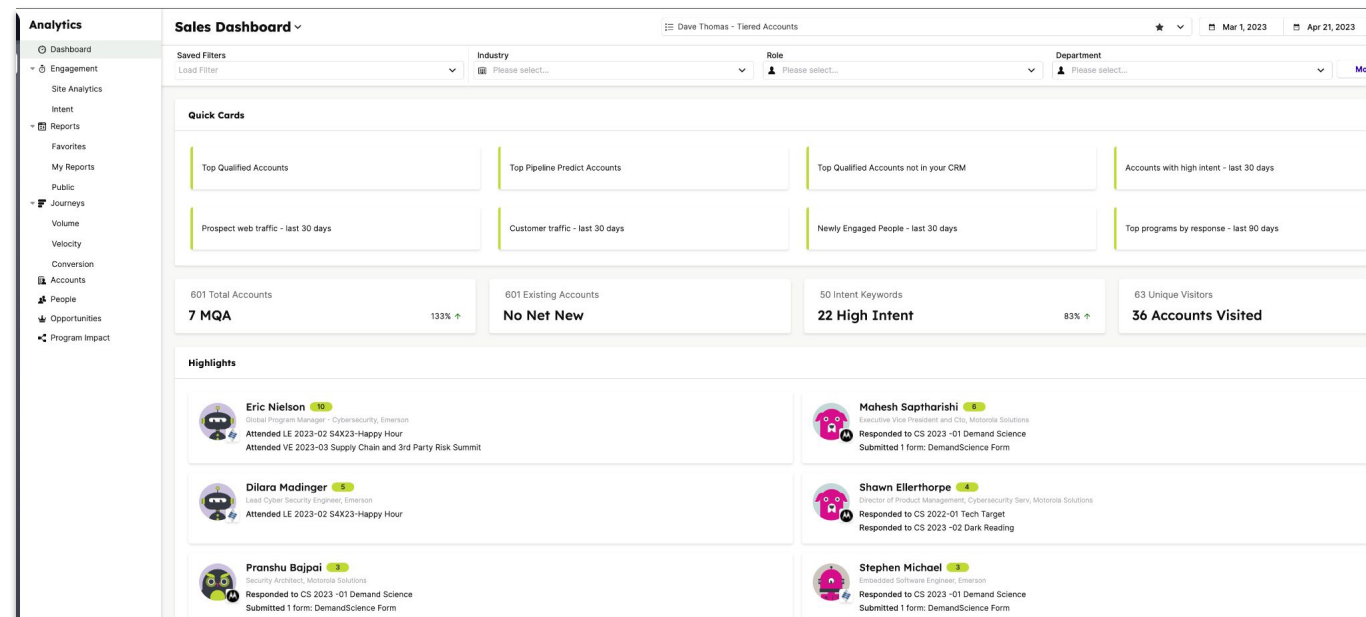 Analytics
Dashboard
Engagement
Site Analytics
Intent
Reports
Favorites
My Reports
Public
Journeys
Volume
Velocity
Conversion
Accounts
People
Opportunities
Program Impact
Sales Dashboard
Dave Thomas - Tiered Accounts
Mar 1, 2023
Apr 21, 2023
Saved Filters
Load Filter
Industry
Please select...
Role
Please select...
Department
Please select...
Mo
Quick Cards
Top Qualified Accounts
Top Pipeline Predict Accounts
Top Qualified Accounts not in your CRM
Accounts with high intent - last 30 days
Prospect web traffic - last 30 days
Customer traffic - last 30 days
Newly Engaged People - last 30 days
Top programs by response - last 90 days
601 Total Accounts
7 MQA
133% ↑
601 Existing Accounts
No Net New
50 Intent Keywords
22 High Intent
83% ↑
63 Unique Visitors
36 Accounts Visited
Highlights
Eric Nielson 10
Global Program Manager - Cybersecurity, Emerson
Attended LE 2023-02 S4X23-Happy Hour
Attended VE 2023-03 Supply Chain and 3rd Party Risk Summit
Mahesh Saptharishi 6
Executive Vice President and Cto, Motorola Solutions
Responded to CS 2023 -01 Demand Science
Submitted 1 form: DemandScience Form
Dilara Madinger 5
Lead Cyber Security Engineer, Emerson
Attended LE 2023-02 S4X23-Happy Hour
Shawn Ellerthorpe 4
Director of Product Management, Cybersecurity Serv, Motorola Solutions
Responded to CS 2022-01 Tech Target
Responded to CS 2023 -02 Dark Reading
Pranshu Bajpai 3
Security Architect, Motorola Solutions
Responded to CS 2023 -01 Demand Science
Submitted 1 form: DemandScience Form
Stephen Michael 3
Embedded Software Engineer, Emerson
Responded to CS 2023 -01 Demand Science
Submitted 1 form: DemandScience Form